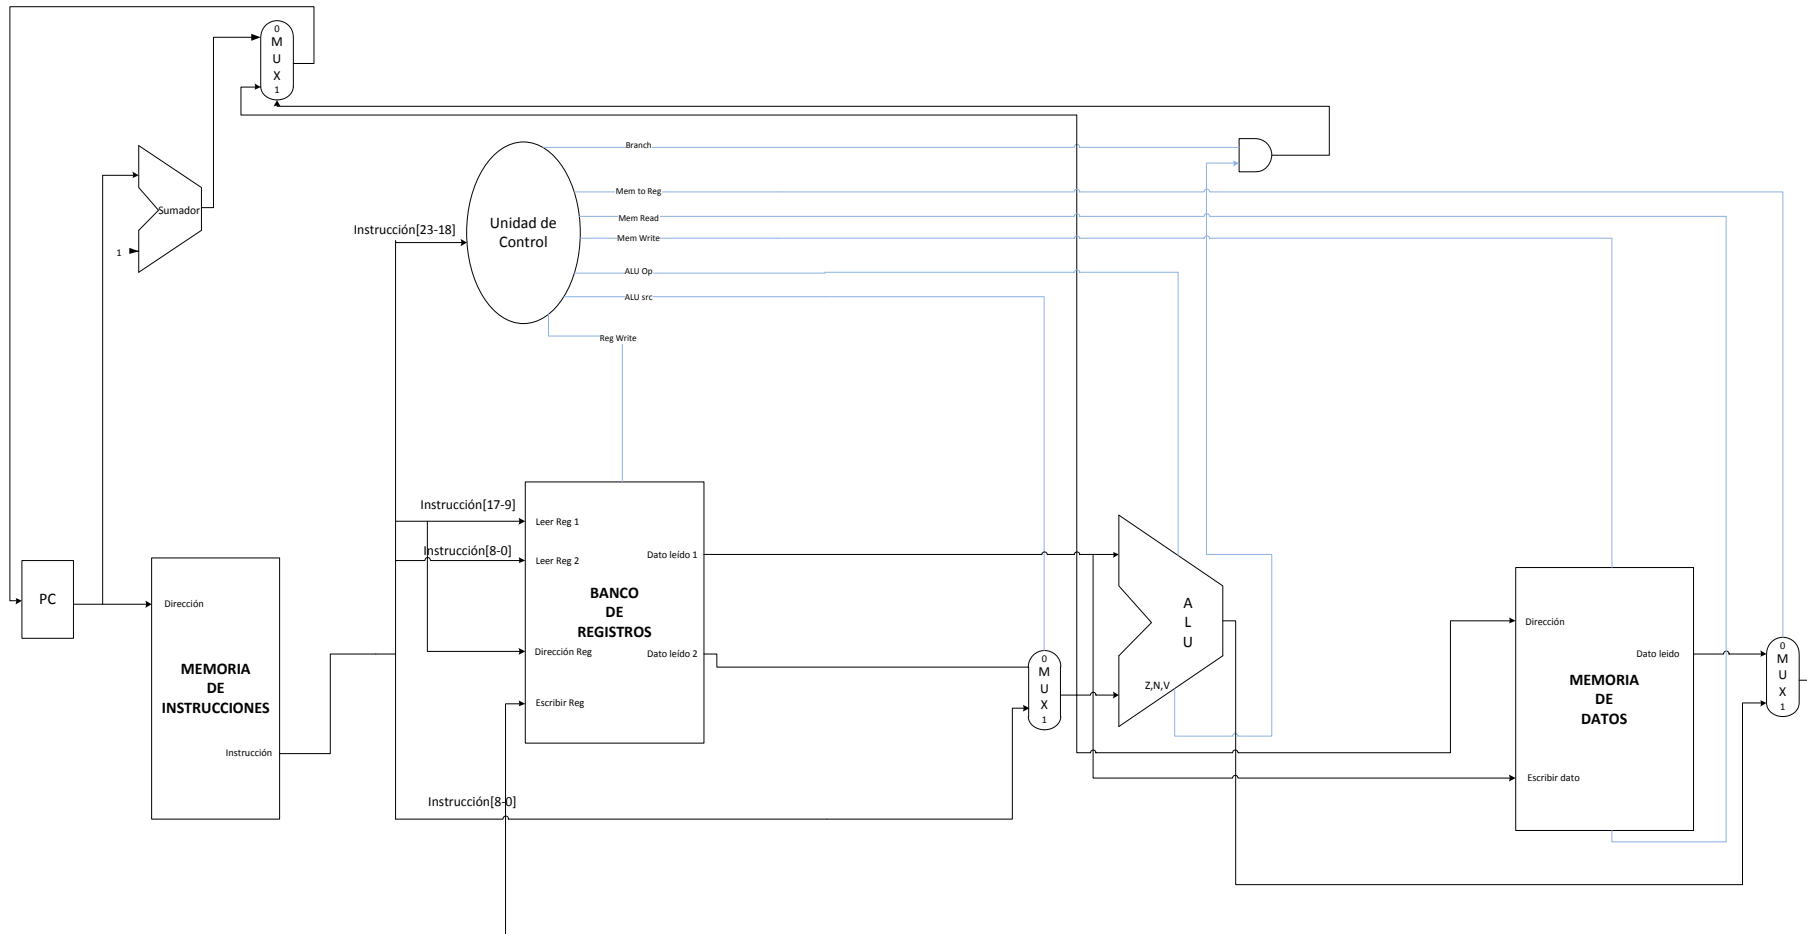 0
M
U
X
1
Branch
Mem to Reg
Sumador
Mem Read
Unidad de
Control
Instrucción[23-18]
Mem Write
1
ALU Op
ALU src
Reg Write
Instrucción[17-9]
Leer Reg 1
Instrucción[8-0]
Leer Reg 2
Dato leído 1
BANCO
DE
REGISTROS
PC
Dirección
A
L
U
Dirección
Dirección Reg
Dato leído 2
0
M
U
X
1
Dato leido
0
M
U
X
1
MEMORIA
DE
INSTRUCCIONES
Z,N,V
MEMORIA
DE
DATOS
Escribir Reg
Instrucción
Escribir dato
Instrucción[8-0]